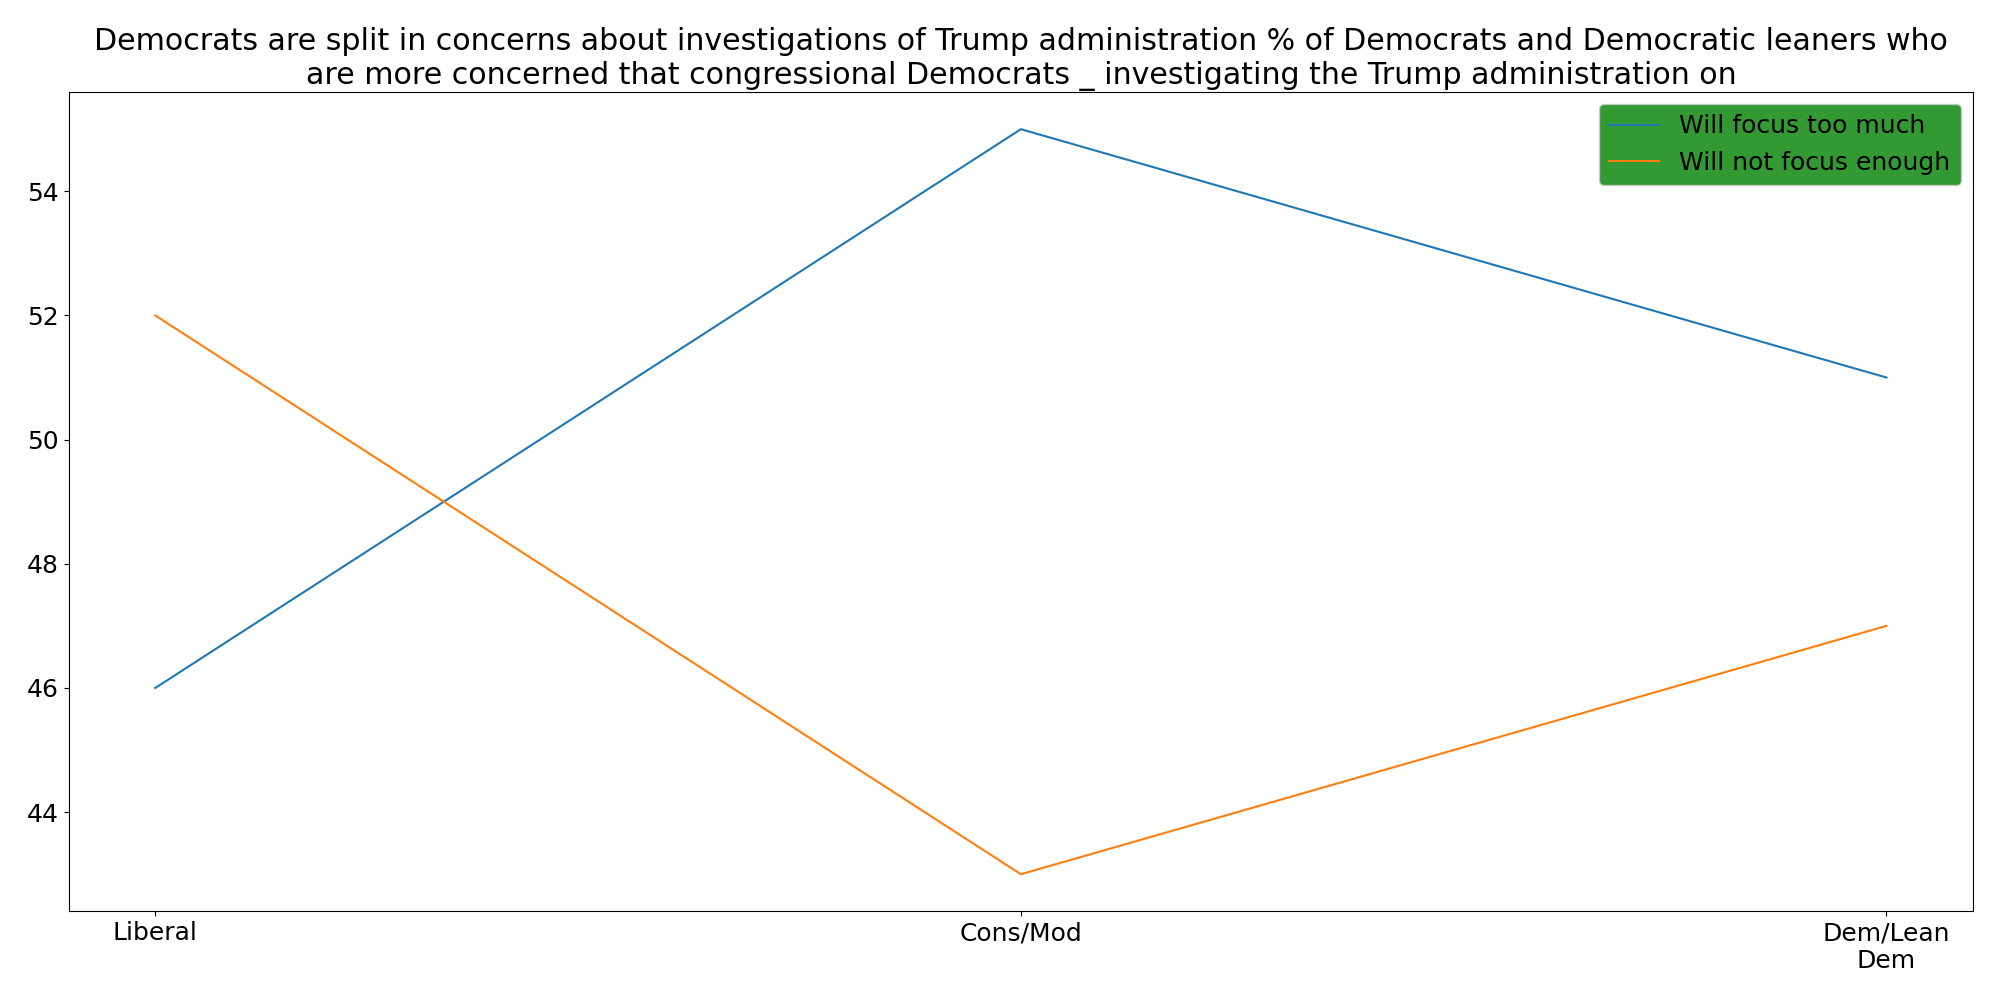 Democrats are split in concerns about investigations of Trump administration % of Democrats and Democratic leaners who
are more concerned that congressional Democrats _ investigating the Trump administration on
Will focus too much
Will not focus enough
54
52
50
48
46
44
Liberal
Cons/Mod
Dem/Lean
Dem